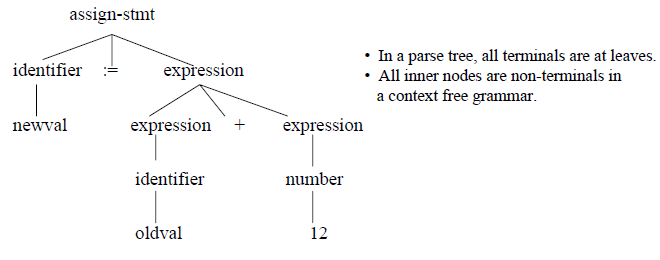 assign-stmt
identifier := expression
newval expression + expression
identifier number
oldval 12
• In a parse tree, all terminals are at leaves.
• All inner nodes are non-terminals in
a context free grammar.